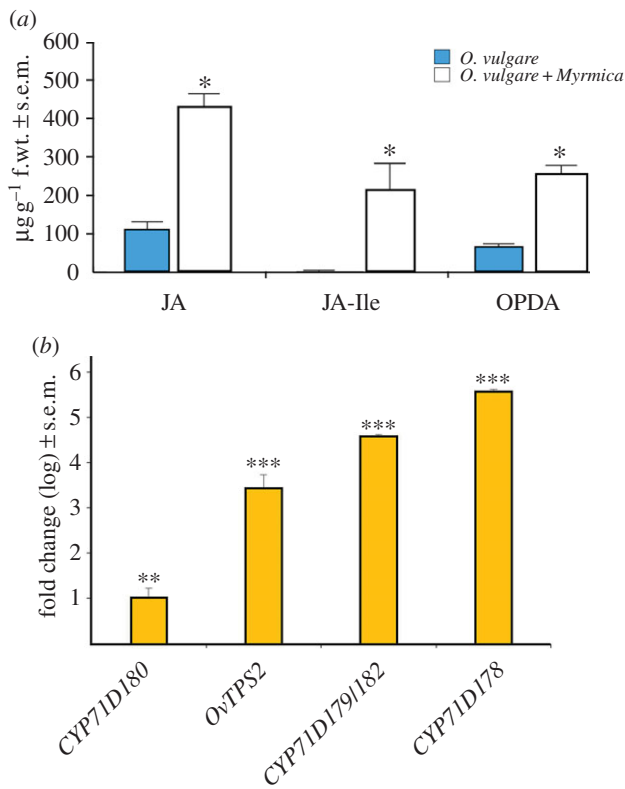 (a)
600
500
400
300
200
100
0
µg g⁻¹ f.wt. ± s.e.m.
O. vulgare
O. vulgare + Myrmica
*
*
*
JA
JA-Ile
OPDA
(b)
6
5
4
3
2
1
fold change (log) ± s.e.m.
**
***
***
***
CYP71D180
OvTPS2
CYP71D179/182
CYP71D178